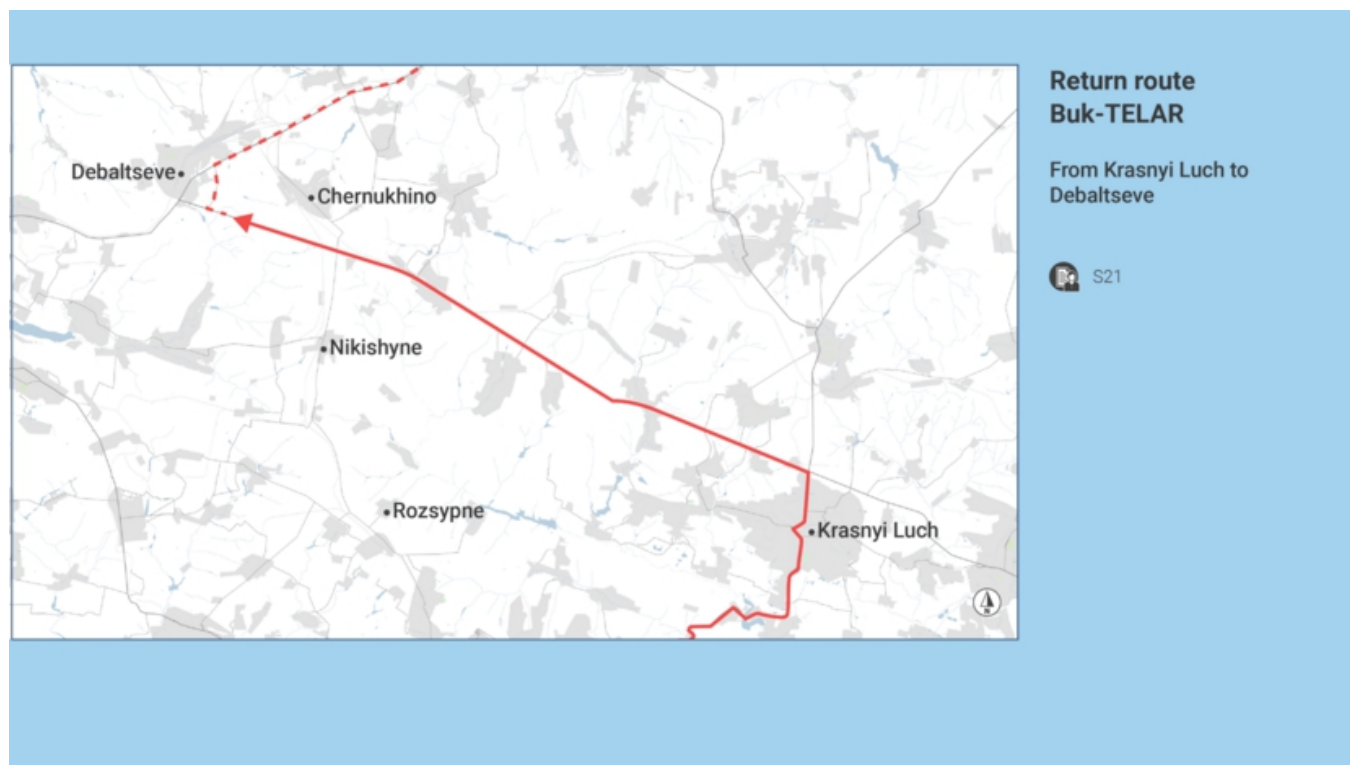 Return route
Buk-TELAR
From Krasnyi Luch to
Debaltseve
S21
Debaltseve
Chernukhino
Nikishyne
Rozsypne
Krasnyi Luch